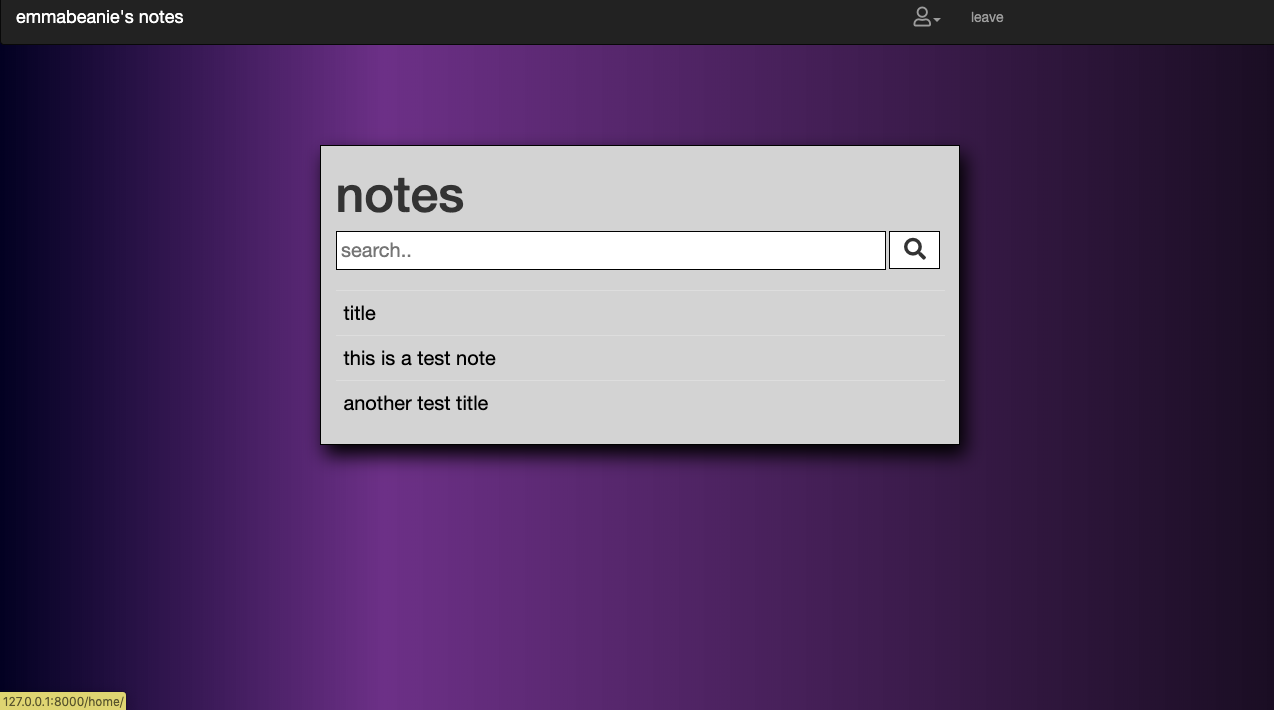 emmabeanie's notes
leave
notes
search..
title
this is a test note
another test title
127.0.0.1:8000/home/